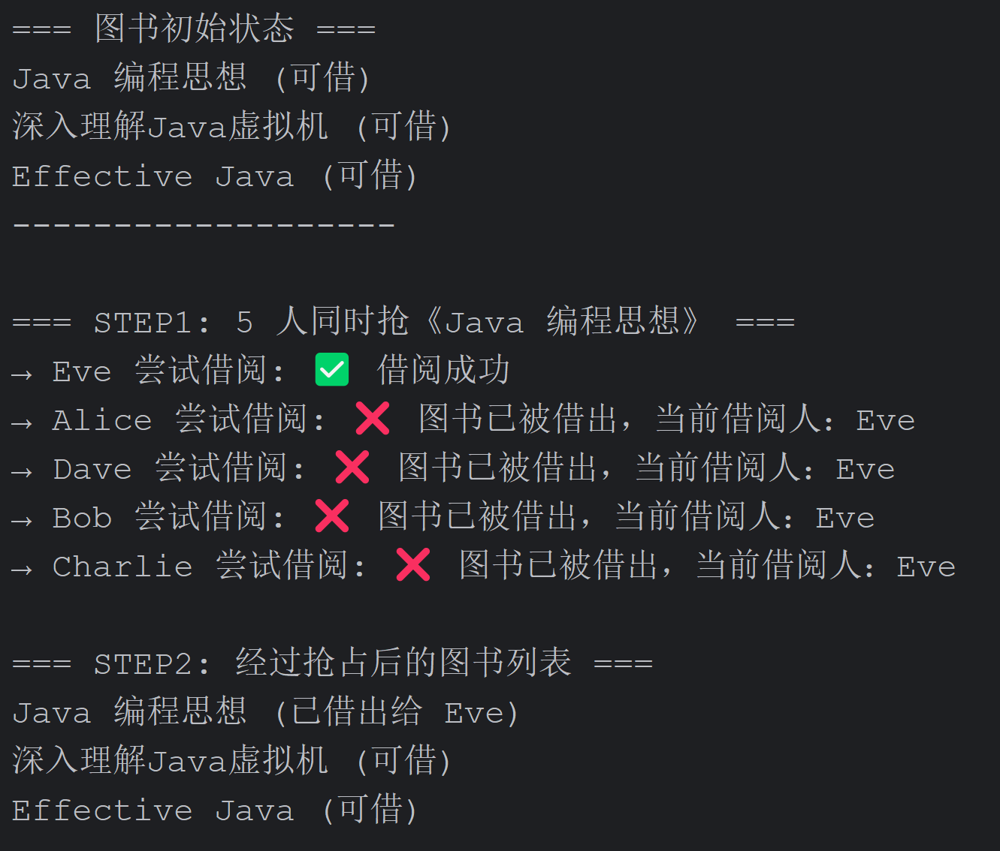 === 图书初始状态 ===
Java 编程思想 (可借)
深入理解Java虚拟机 (可借)
Effective Java (可借)
-------------------
=== STEP1: 5 人同时抢《Java 编程思想》 ===
→ Eve 尝试借阅: ✅ 借阅成功
→ Alice 尝试借阅: ❌ 图书已被借出，当前借阅人：Eve
→ Dave 尝试借阅: ❌ 图书已被借出，当前借阅人：Eve
→ Bob 尝试借阅: ❌ 图书已被借出，当前借阅人：Eve
→ Charlie 尝试借阅: ❌ 图书已被借出，当前借阅人：Eve
=== STEP2: 经过抢占后的图书列表 ===
Java 编程思想 (已借出给 Eve)
深入理解Java虚拟机 (可借)
Effective Java (可借)